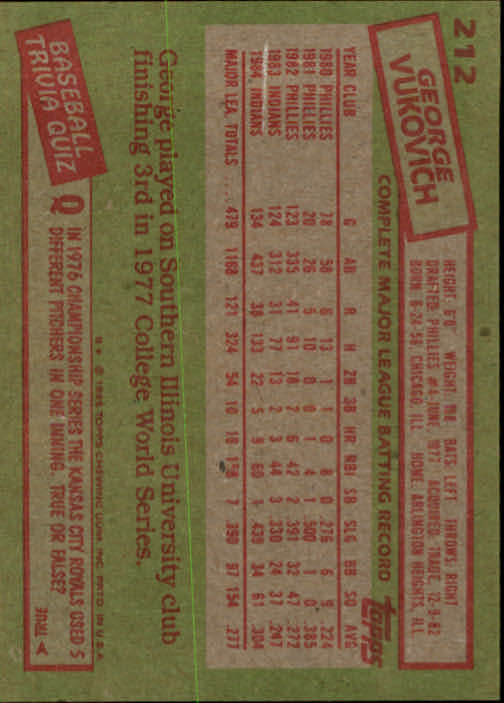 212
GEORGE
VUKOVICH
HEIGHT: 6'0" WEIGHT: 198 BATS: LEFT THROWS: RIGHT
DRAFTED: PHILLIES #4-JUNE, 1977 ACQUIRED: TRADE, 12-9-82
BORN: 6-24-56, CHICAGO, ILL. HOME: ARLINGTON HEIGHTS, ILL.
COMPLETE MAJOR LEAGUE BATTING RECORD
Topps
YEAR CLUB G AB R H 2B 3B HR RBI SB SLG BB SO AVG
1980 PHILLIES 78 58 6 13 1 1 0 8 0 .276 6 9 .224
1981 PHILLIES 20 26 5 10 0 0 1 4 1 .500 1 0 .385
1982 PHILLIES 123 335 41 91 18 7 6 42 2 .391 32 47 .272
1983 INDIANS 124 312 31 77 13 2 3 44 3 .330 24 37 .247
1984 INDIANS 134 437 38 133 22 5 9 60 1 .439 34 61 .304
MAJOR LEA. TOTALS .... 479 1168 121 324 54 10 19 158 7 .390 97 154 .277
George played on Southern Illinois University club
finishing 3rd in 1977 College World Series.
© 1985 TOPPS CHEWING GUM, INC. PRTD. IN U.S.A.
BASEBALL
TRIVIA QUIZ
Q IN 1976 CHAMPIONSHIP SERIES THE KANSAS CITY ROYALS USED 5
DIFFERENT PITCHERS IN ONE INNING. TRUE OR FALSE?
A TRUE